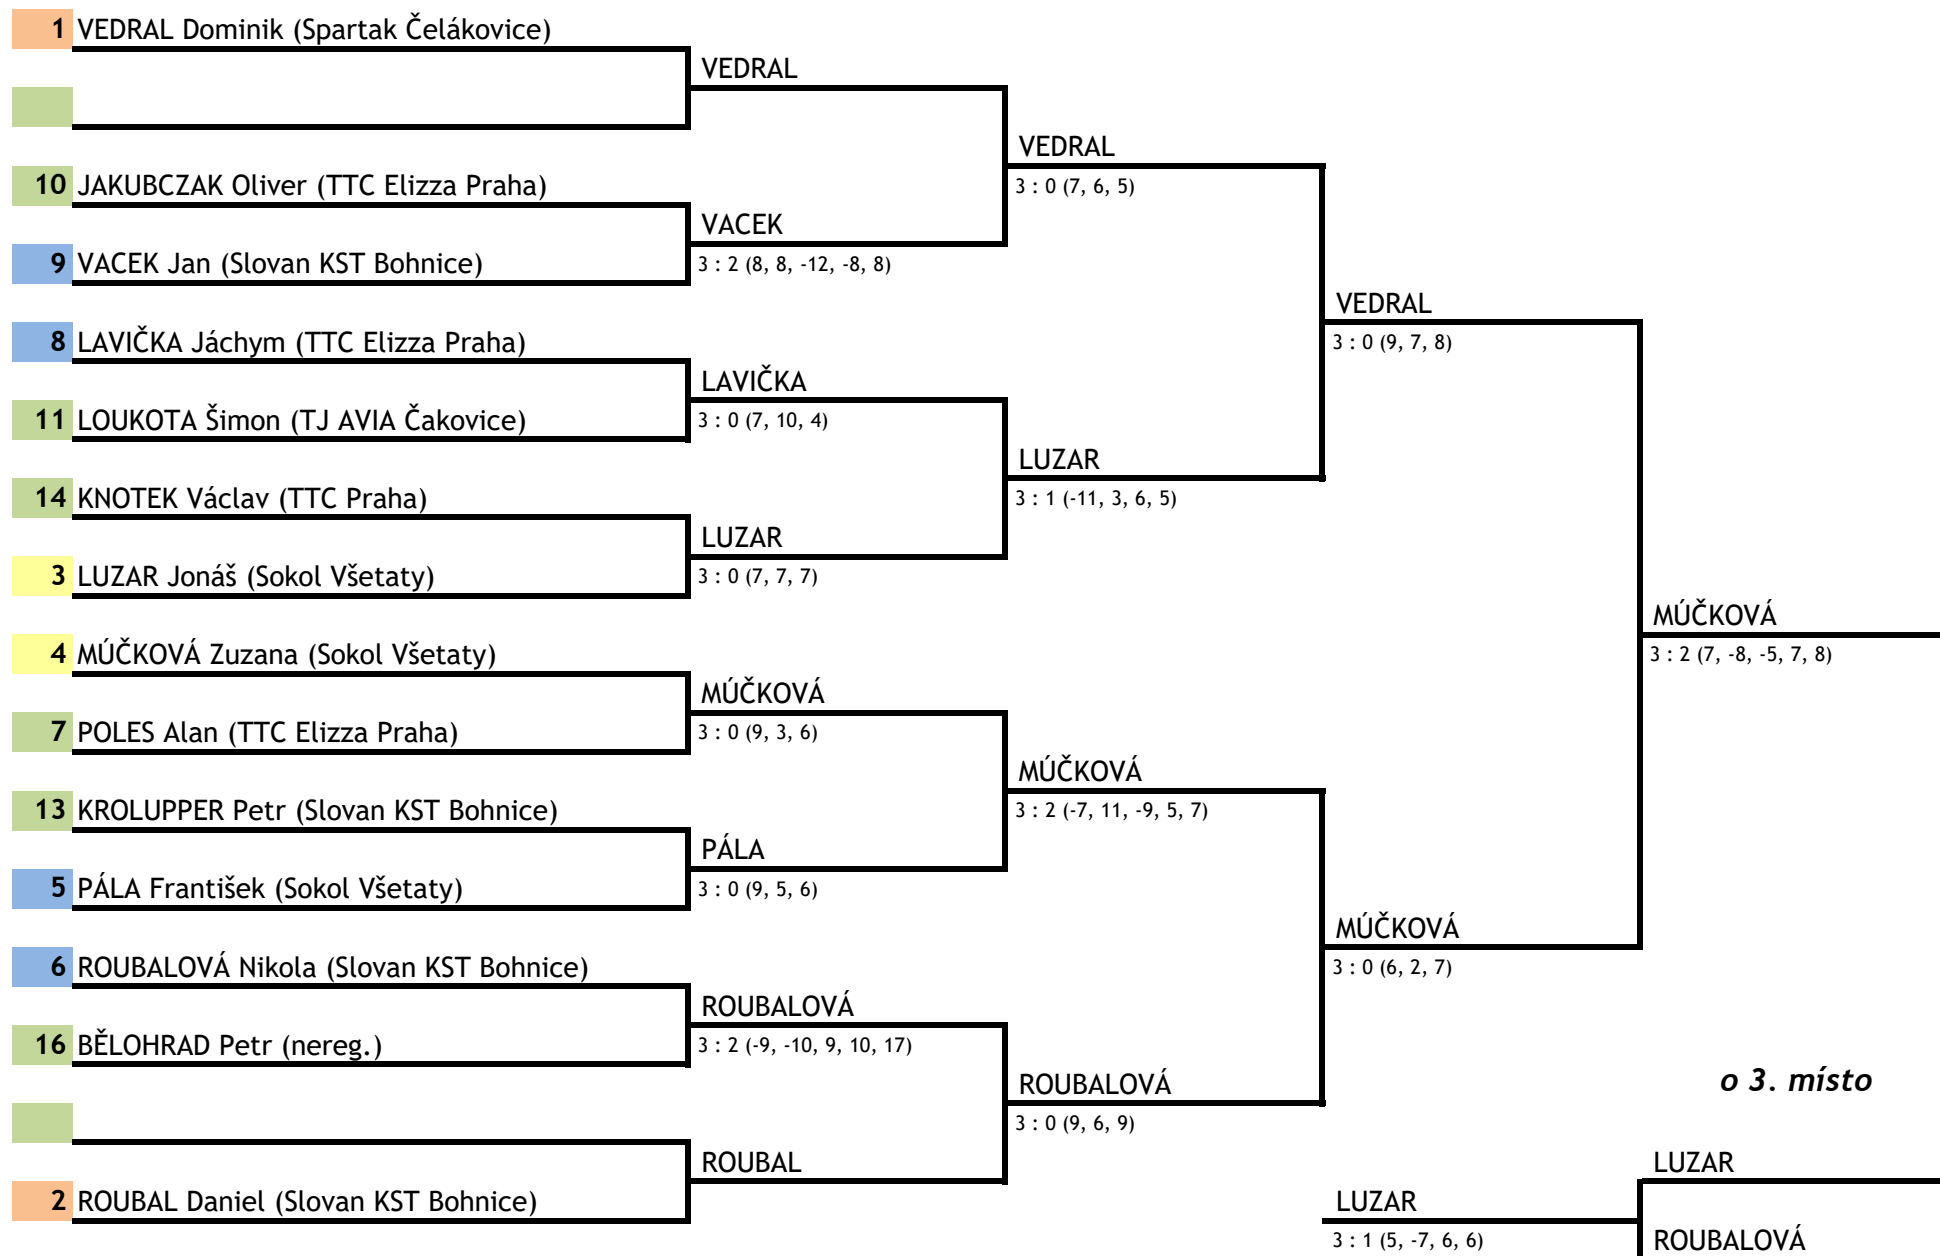 1 VEDRAL Dominik (Spartak Čelákovice)
VEDRAL
VEDRAL
10 JAKUBCZAK Oliver (TTC Elizza Praha)
3 : 0 (7, 6, 5)
VACEK
9 VACEK Jan (Slovan KST Bohnice)
3 : 2 (8, 8, -12, -8, 8)
VEDRAL
8 LAVIČKA Jáchym (TTC Elizza Praha)
3 : 0 (9, 7, 8)
LAVIČKA
11 LOUKOTA Šimon (TJ AVIA Čakovice)
3 : 0 (7, 10, 4)
LUZAR
14 KNOTEK Václav (TTC Praha)
3 : 1 (-11, 3, 6, 5)
LUZAR
3 LUZAR Jonáš (Sokol Všetaty)
3 : 0 (7, 7, 7)
MÚČKOVÁ
4 MÚČKOVÁ Zuzana (Sokol Všetaty)
3 : 2 (7, -8, -5, 7, 8)
MÚČKOVÁ
7 POLES Alan (TTC Elizza Praha)
3 : 0 (9, 3, 6)
MÚČKOVÁ
13 KROLUPPER Petr (Slovan KST Bohnice)
3 : 2 (-7, 11, -9, 5, 7)
PÁLA
5 PÁLA František (Sokol Všetaty)
3 : 0 (9, 5, 6)
MÚČKOVÁ
6 ROUBALOVÁ Nikola (Slovan KST Bohnice)
3 : 0 (6, 2, 7)
ROUBALOVÁ
16 BĚLOHRAD Petr (nereg.)
3 : 2 (-9, -10, 9, 10, 17)
ROUBALOVÁ
o 3. místo
3 : 0 (9, 6, 9)
ROUBAL
LUZAR
2 ROUBAL Daniel (Slovan KST Bohnice)
LUZAR
3 : 1 (5, -7, 6, 6)
ROUBALOVÁ